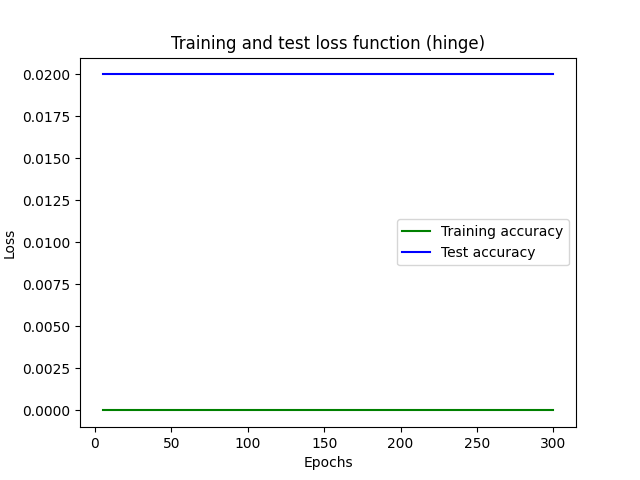 Training and test loss function (hinge)
0.0200
0.0175
0.0150
0.0125
0.0100
0.0075
0.0050
0.0025
0.0000
Loss
Training accuracy
Test accuracy
0 50 100 150 200 250 300
Epochs